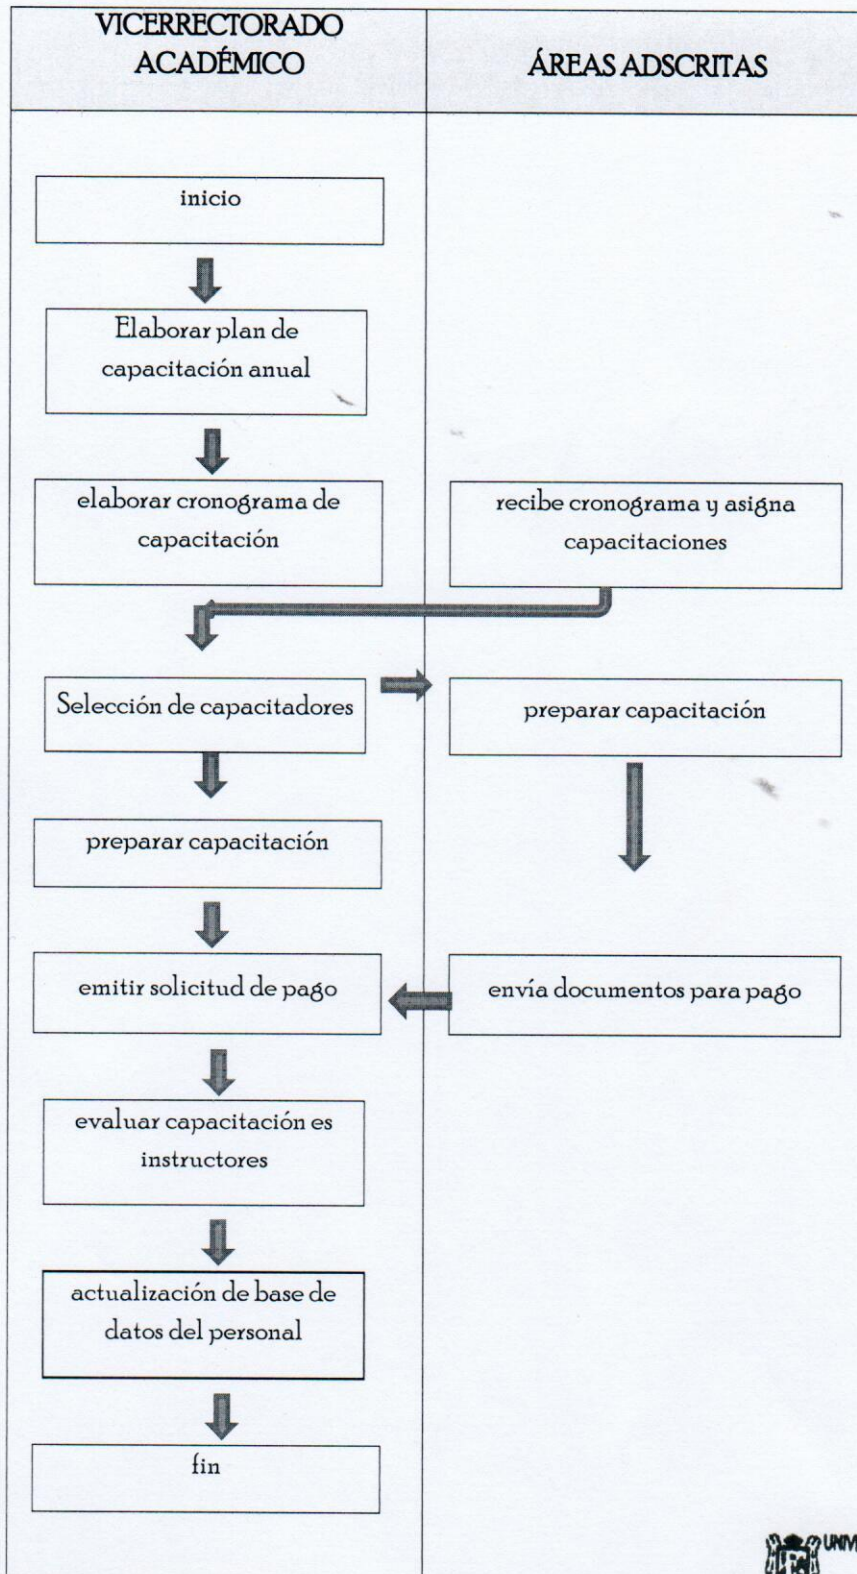 VICERRECTORADO
ACADÉMICO
ÁREAS ADSCRITAS
inicio
Elaborar plan de
capacitación anual
elaborar cronograma de
capacitación
recibe cronograma y asigna
capacitaciones
Selección de capacitadores
preparar capacitación
preparar capacitación
emitir solicitud de pago
envía documentos para pago
evaluar capacitación es
instructores
actualización de base de
datos del personal
fin